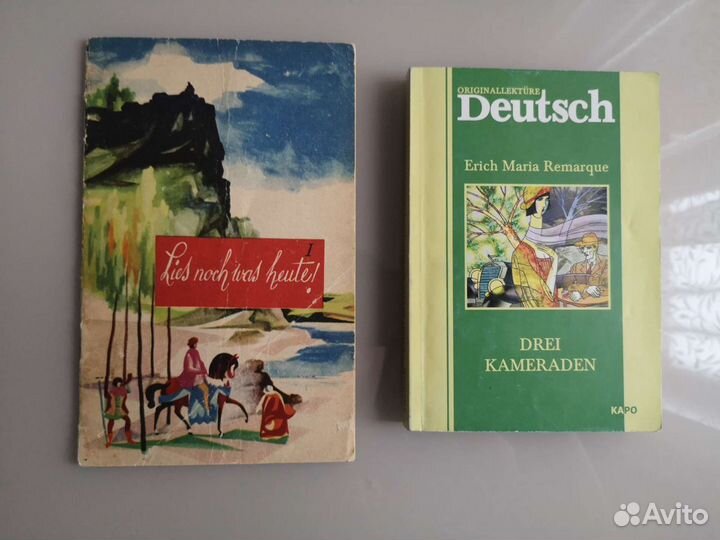 I
Lies noch was heute!
ORIGINALLEKTÜRE
Deutsch
Erich Maria Remarque
DREI
KAMERADEN
КАРО
Avito